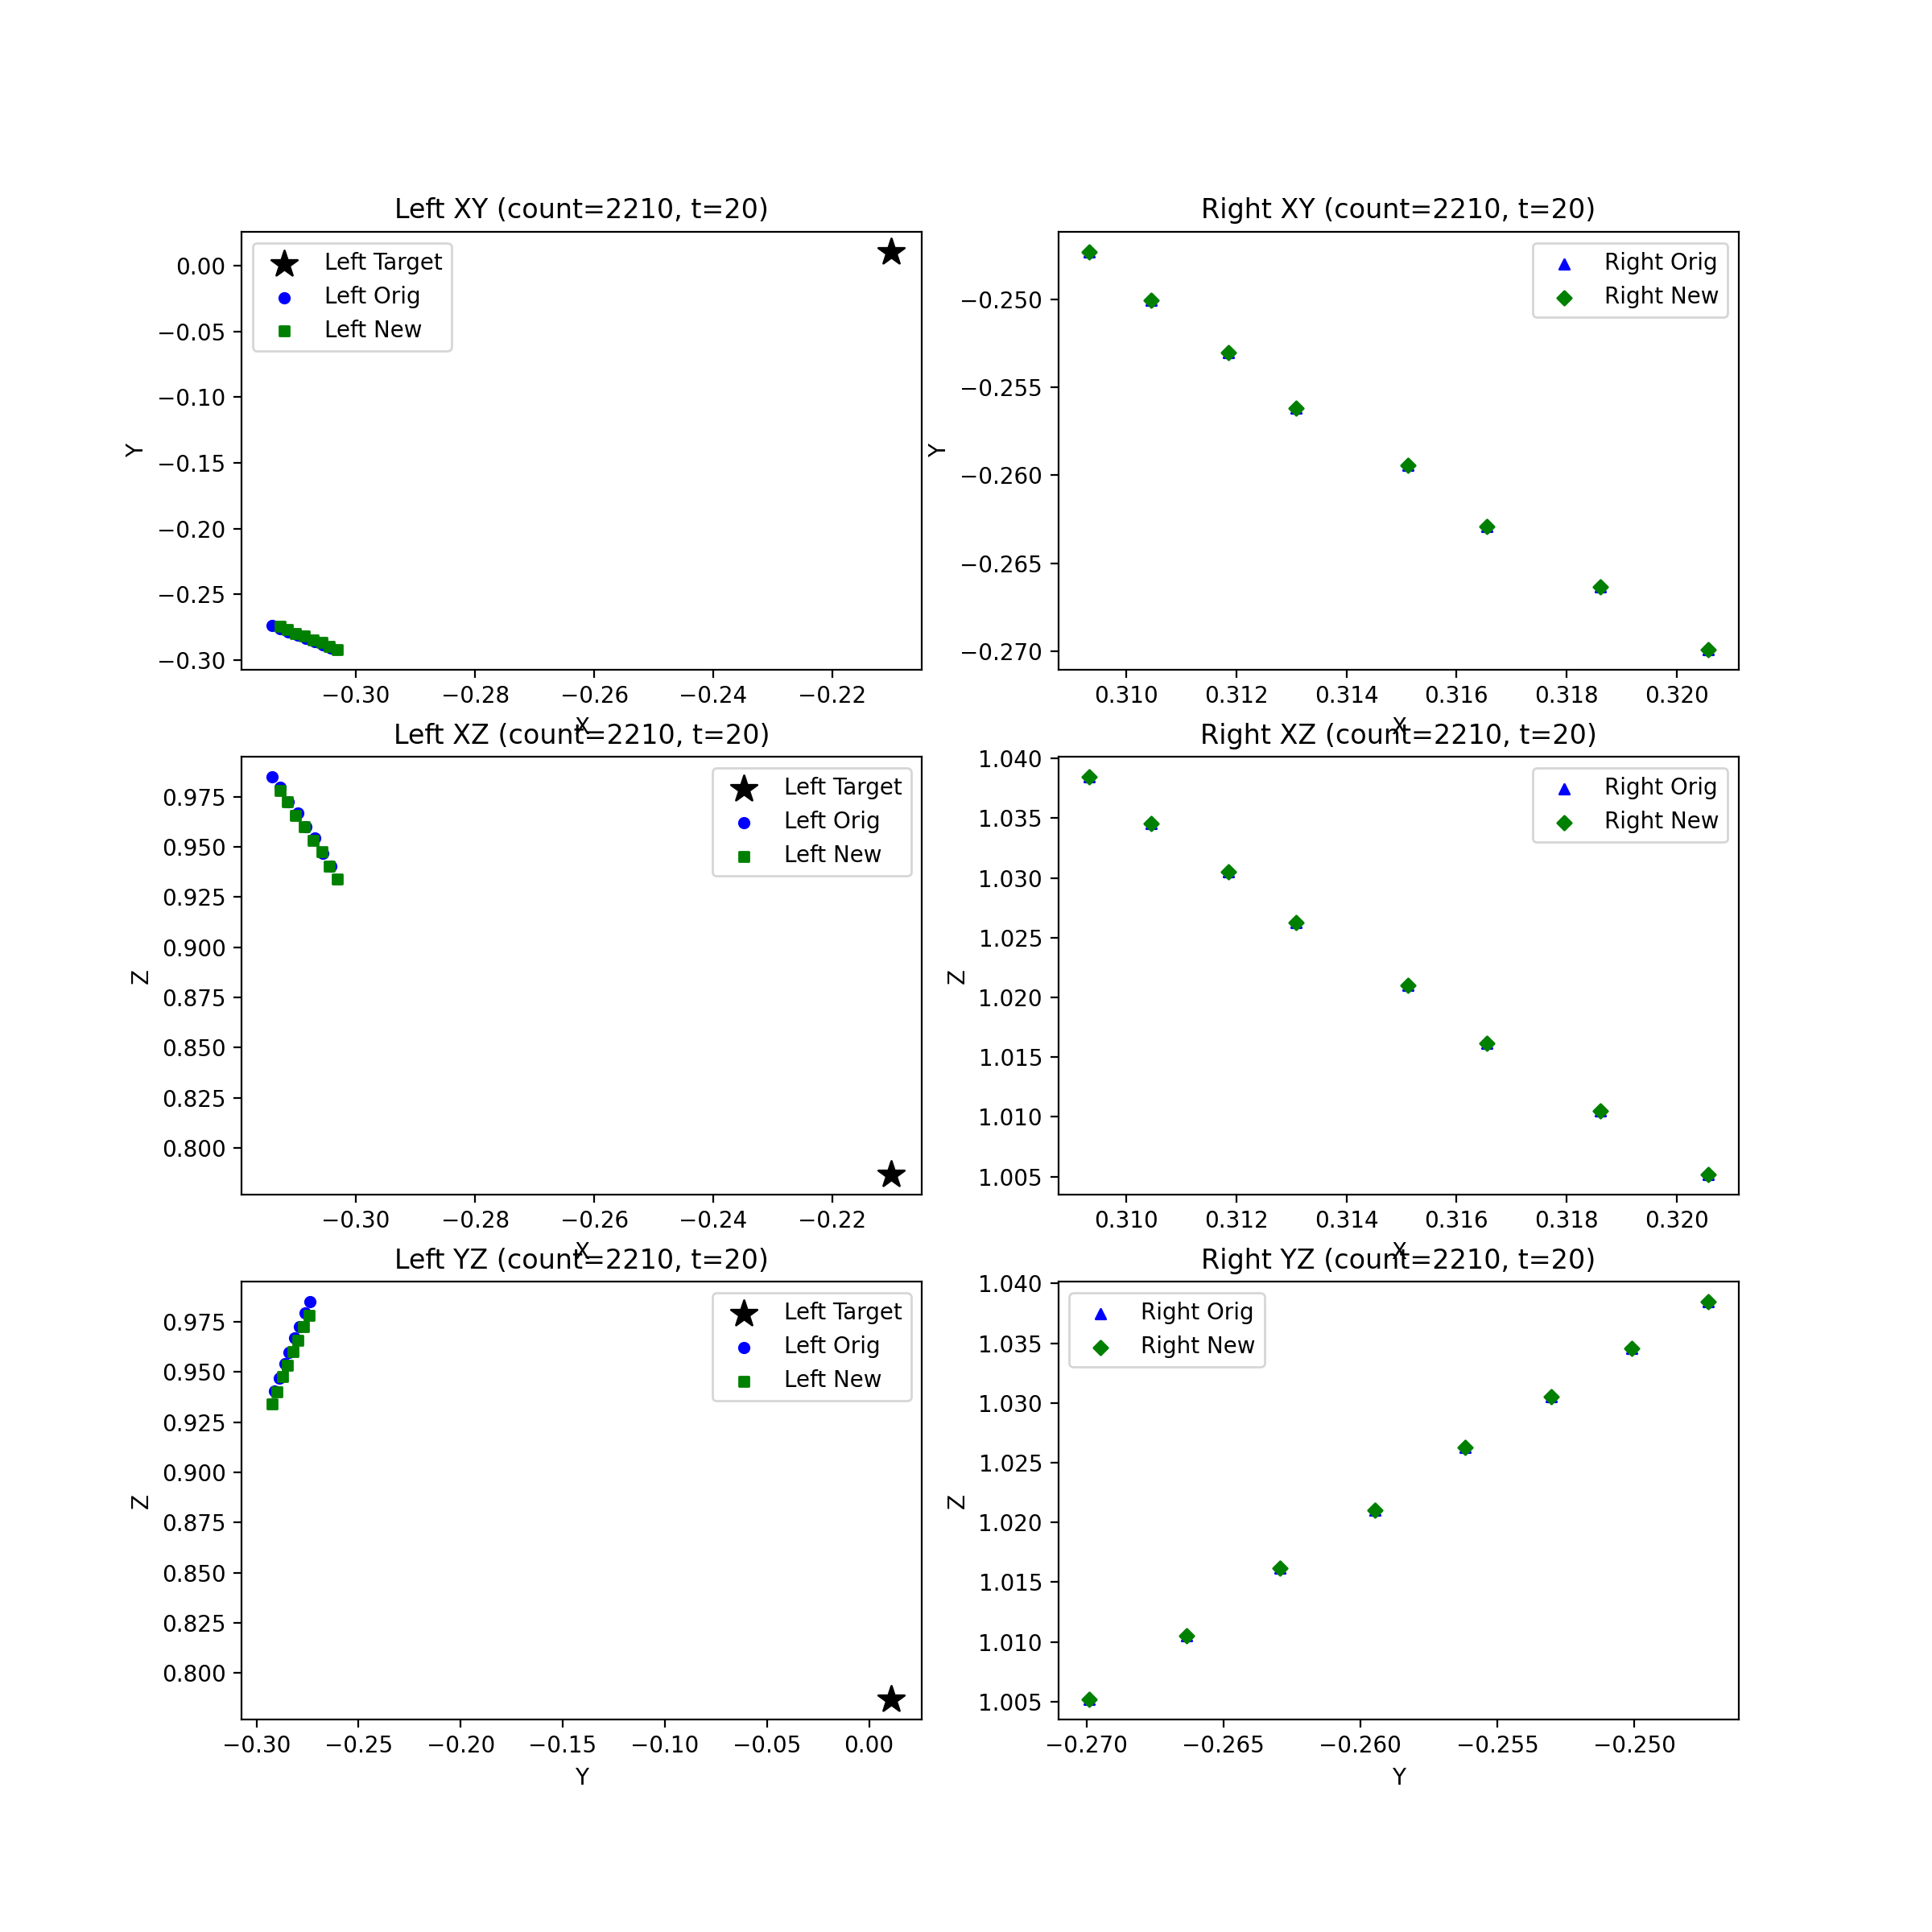 Left XY (count=2210, t=20)
Left Target
Left Orig
Left New
0.00
−0.05
−0.10
−0.15
−0.20
−0.25
−0.30
Y
−0.30
−0.28
−0.26
−0.24
−0.22
X
Right XY (count=2210, t=20)
Right Orig
Right New
−0.250
−0.255
−0.260
−0.265
−0.270
Y
0.310
0.312
0.314
0.316
0.318
0.320
X
Left XZ (count=2210, t=20)
Left Target
Left Orig
Left New
0.975
0.950
0.925
0.900
0.875
0.850
0.825
0.800
Z
−0.30
−0.28
−0.26
−0.24
−0.22
X
Right XZ (count=2210, t=20)
Right Orig
Right New
1.040
1.035
1.030
1.025
1.020
1.015
1.010
1.005
Z
0.310
0.312
0.314
0.316
0.318
0.320
X
Left YZ (count=2210, t=20)
Left Target
Left Orig
Left New
0.975
0.950
0.925
0.900
0.875
0.850
0.825
0.800
Z
−0.30
−0.25
−0.20
−0.15
−0.10
−0.05
0.00
Y
Right YZ (count=2210, t=20)
Right Orig
Right New
1.040
1.035
1.030
1.025
1.020
1.015
1.010
1.005
Z
−0.270
−0.265
−0.260
−0.255
−0.250
Y